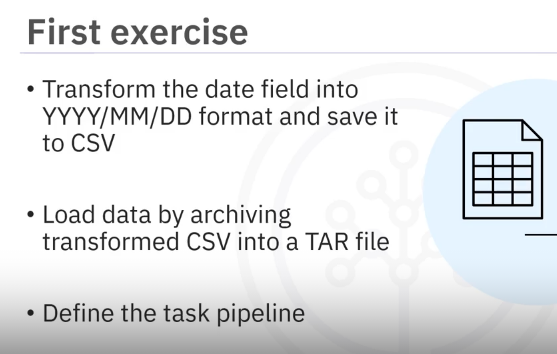 First exercise
• Transform the date field into
YYYY/MM/DD format and save it
to CSV
• Load data by archiving
transformed CSV into a TAR file
• Define the task pipeline